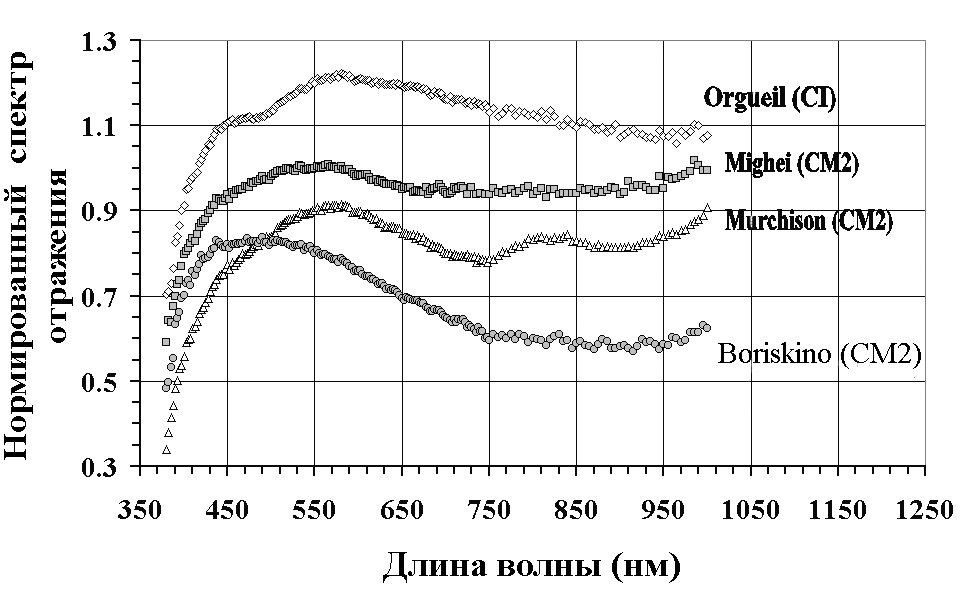 Нормированный спектр
отражения
1.3
1.1
0.9
0.7
0.5
0.3
Orgueil (CI)
Mighei (CM2)
Murchison (CM2)
Boriskino (CM2)
350 450 550 650 750 850 950 1050 1150 1250
Длина волны (нм)